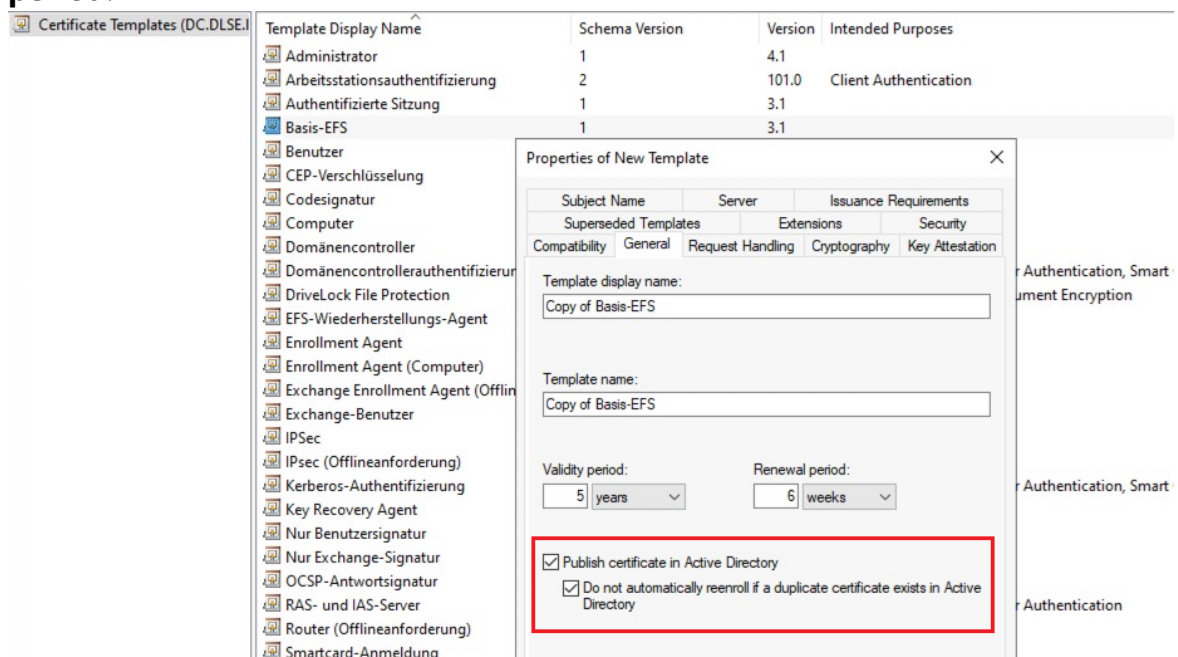 Certificate Templates (DC.DLSE.I
Template Display Name Schema Version Version Intended Purposes
Administrator 1 4.1
Arbeitsstationsauthentifizierung 2 101.0 Client Authentication
Authentifizierte Sitzung 1 3.1
Basis-EFS 1 3.1
Benutzer
CEP-Verschlüsselung
Codesignatur
Computer
Domänencontroller
Domänencontrollerauthentifizierur
DriveLock File Protection
EFS-Wiederherstellungs-Agent
Enrollment Agent
Enrollment Agent (Computer)
Exchange Enrollment Agent (Offlin
Exchange-Benutzer
IPSec
IPsec (Offlineanforderung)
Kerberos-Authentifizierung
Key Recovery Agent
Nur Benutzersignatur
Nur Exchange-Signatur
OCSP-Antwortsignatur
RAS- und IAS-Server
Router (Offlineanforderung)
Smartcard-Anmeldung
Properties of New Template
Subject Name Server Issuance Requirements
Superseded Templates Extensions Security
Compatibility General Request Handling Cryptography Key Attestation
Template display name:
Copy of Basis-EFS
Template name:
Copy of Basis-EFS
Validity period: Renewal period:
5 years 6 weeks
Publish certificate in Active Directory
Do not automatically reenroll if a duplicate certificate exists in Active
Directory
r Authentication, Smart
ument Encryption
r Authentication, Smart
r Authentication